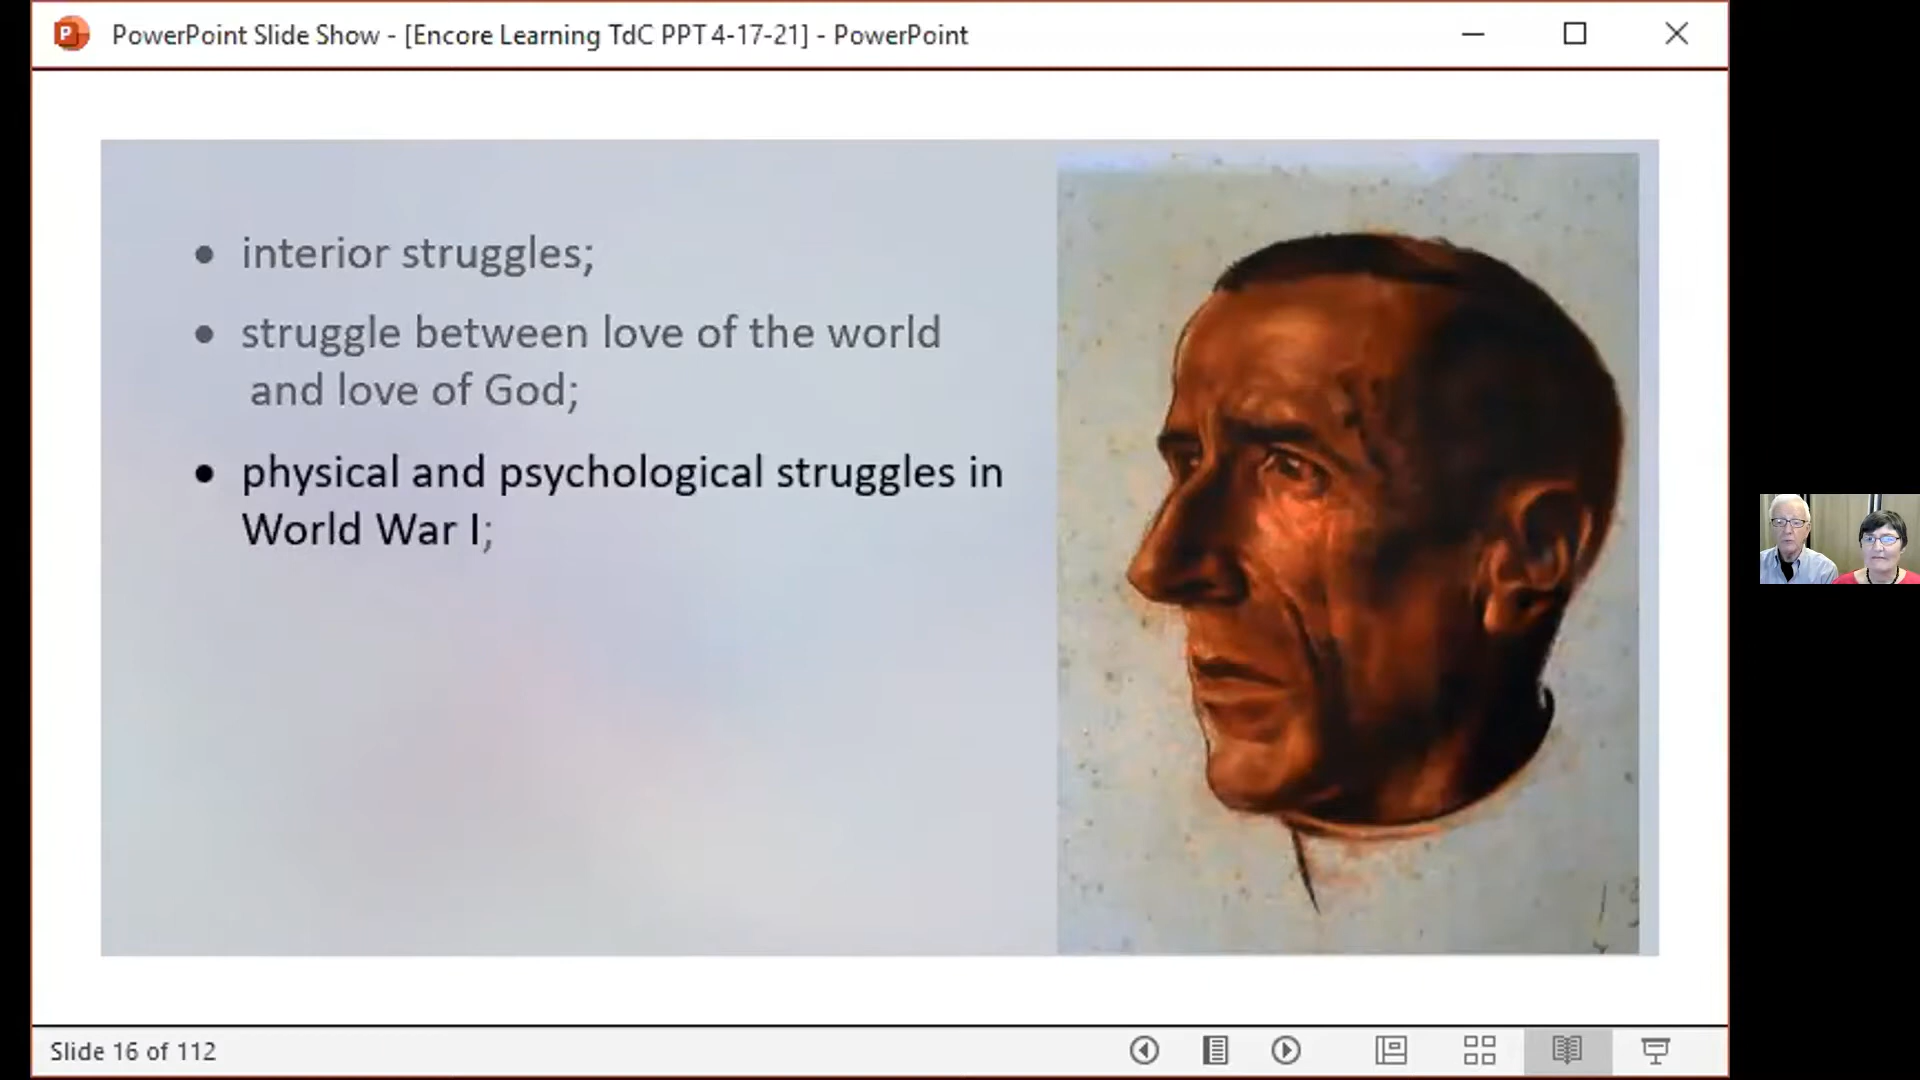 PowerPoint Slide Show - [Encore Learning TdC PPT 4-17-21] - PowerPoint
• interior struggles;
• struggle between love of the world
and love of God;
• physical and psychological struggles in
World War I;
Slide 16 of 112